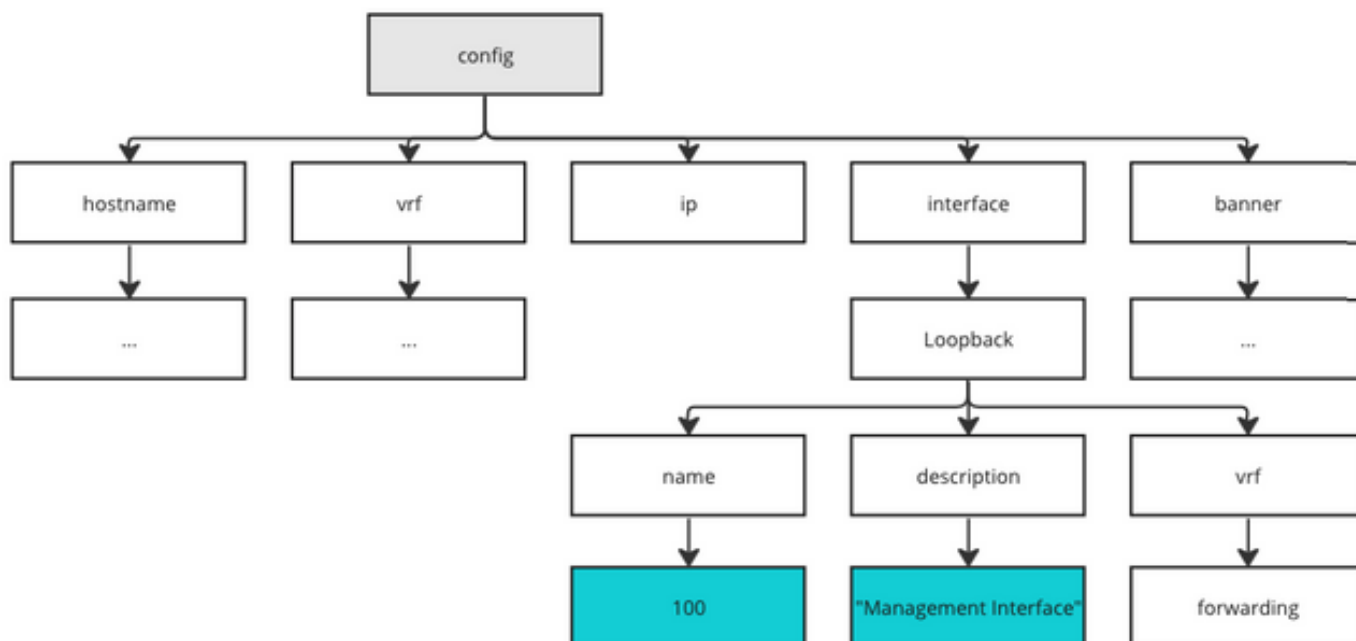 config
hostname
vrf
ip
interface
banner
...
...
Loopback
...
name
description
vrf
100
"Management Interface"
forwarding